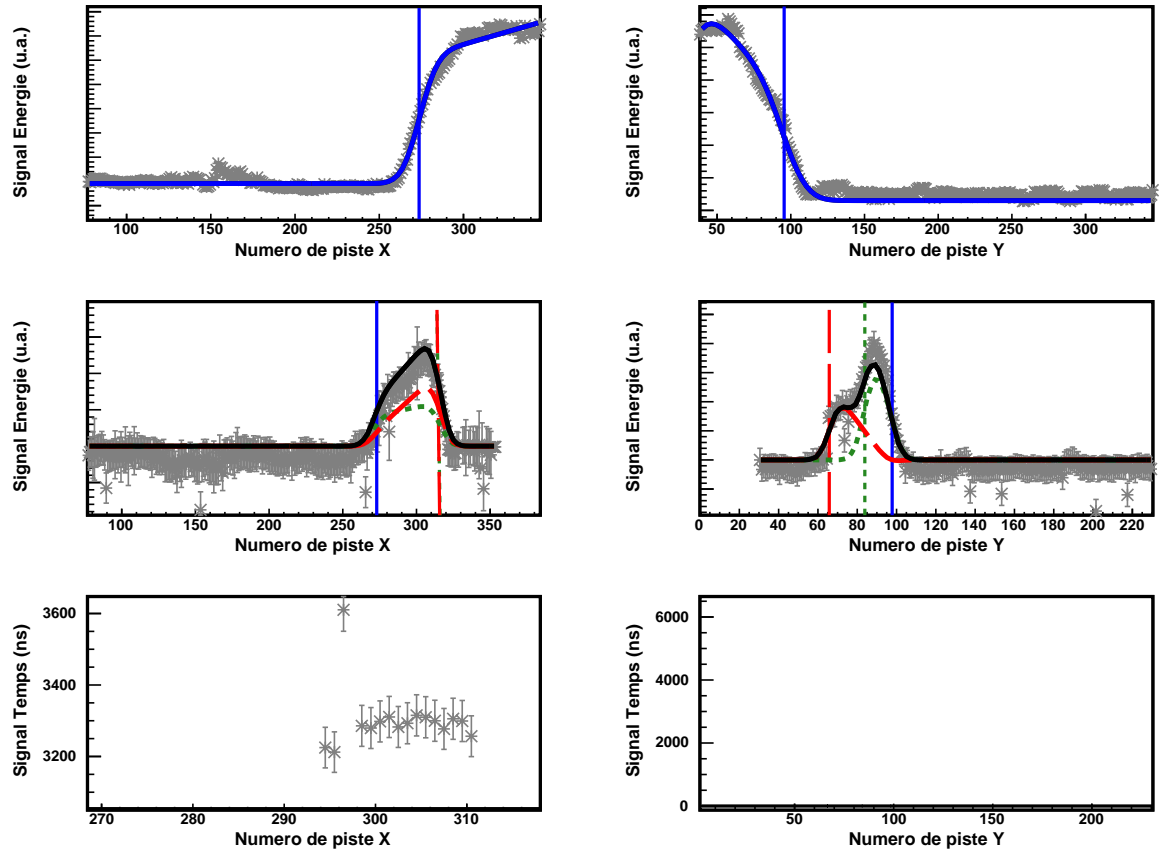 Signal Energie (u.a.)
100 150 200 250 300
Numero de piste X
Signal Energie (u.a.)
50 100 150 200 250 300
Numero de piste Y
Signal Energie (u.a.)
100 150 200 250 300 350
Numero de piste X
Signal Energie (u.a.)
0 20 40 60 80 100 120 140 160 180 200 220
Numero de piste Y
Signal Temps (ns)
3600
3400
3200
270 280 290 300 310
Numero de piste X
Signal Temps (ns)
6000
4000
2000
0
50 100 150 200
Numero de piste Y